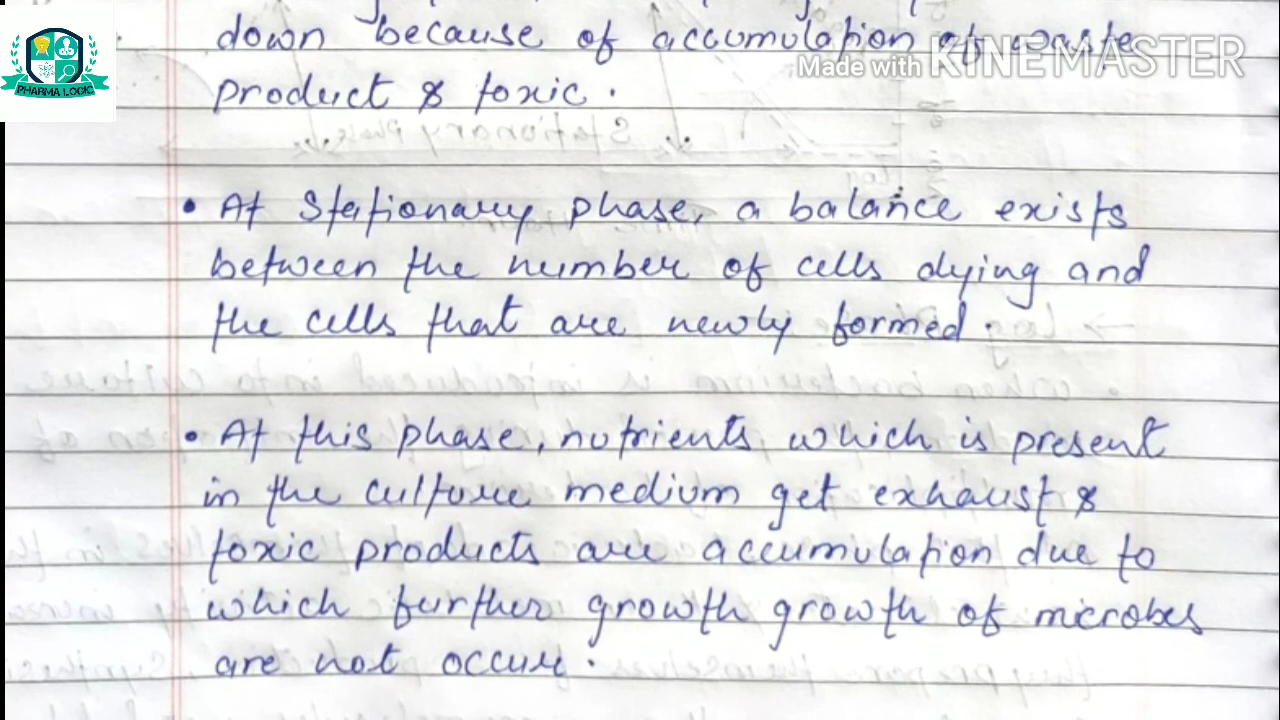 down because of accumulation of waste
product & toxic.
• At Stationary phase, a balance exists
between the number of cells dying and
the cells that are newly formed.
• At this phase, nutrients which is present
in the culture medium get exhaust &
toxic products are accumulation due to
which further growth growth of microbes
are not occur.
PHARMA LOGIC
Made with KINEMASTER